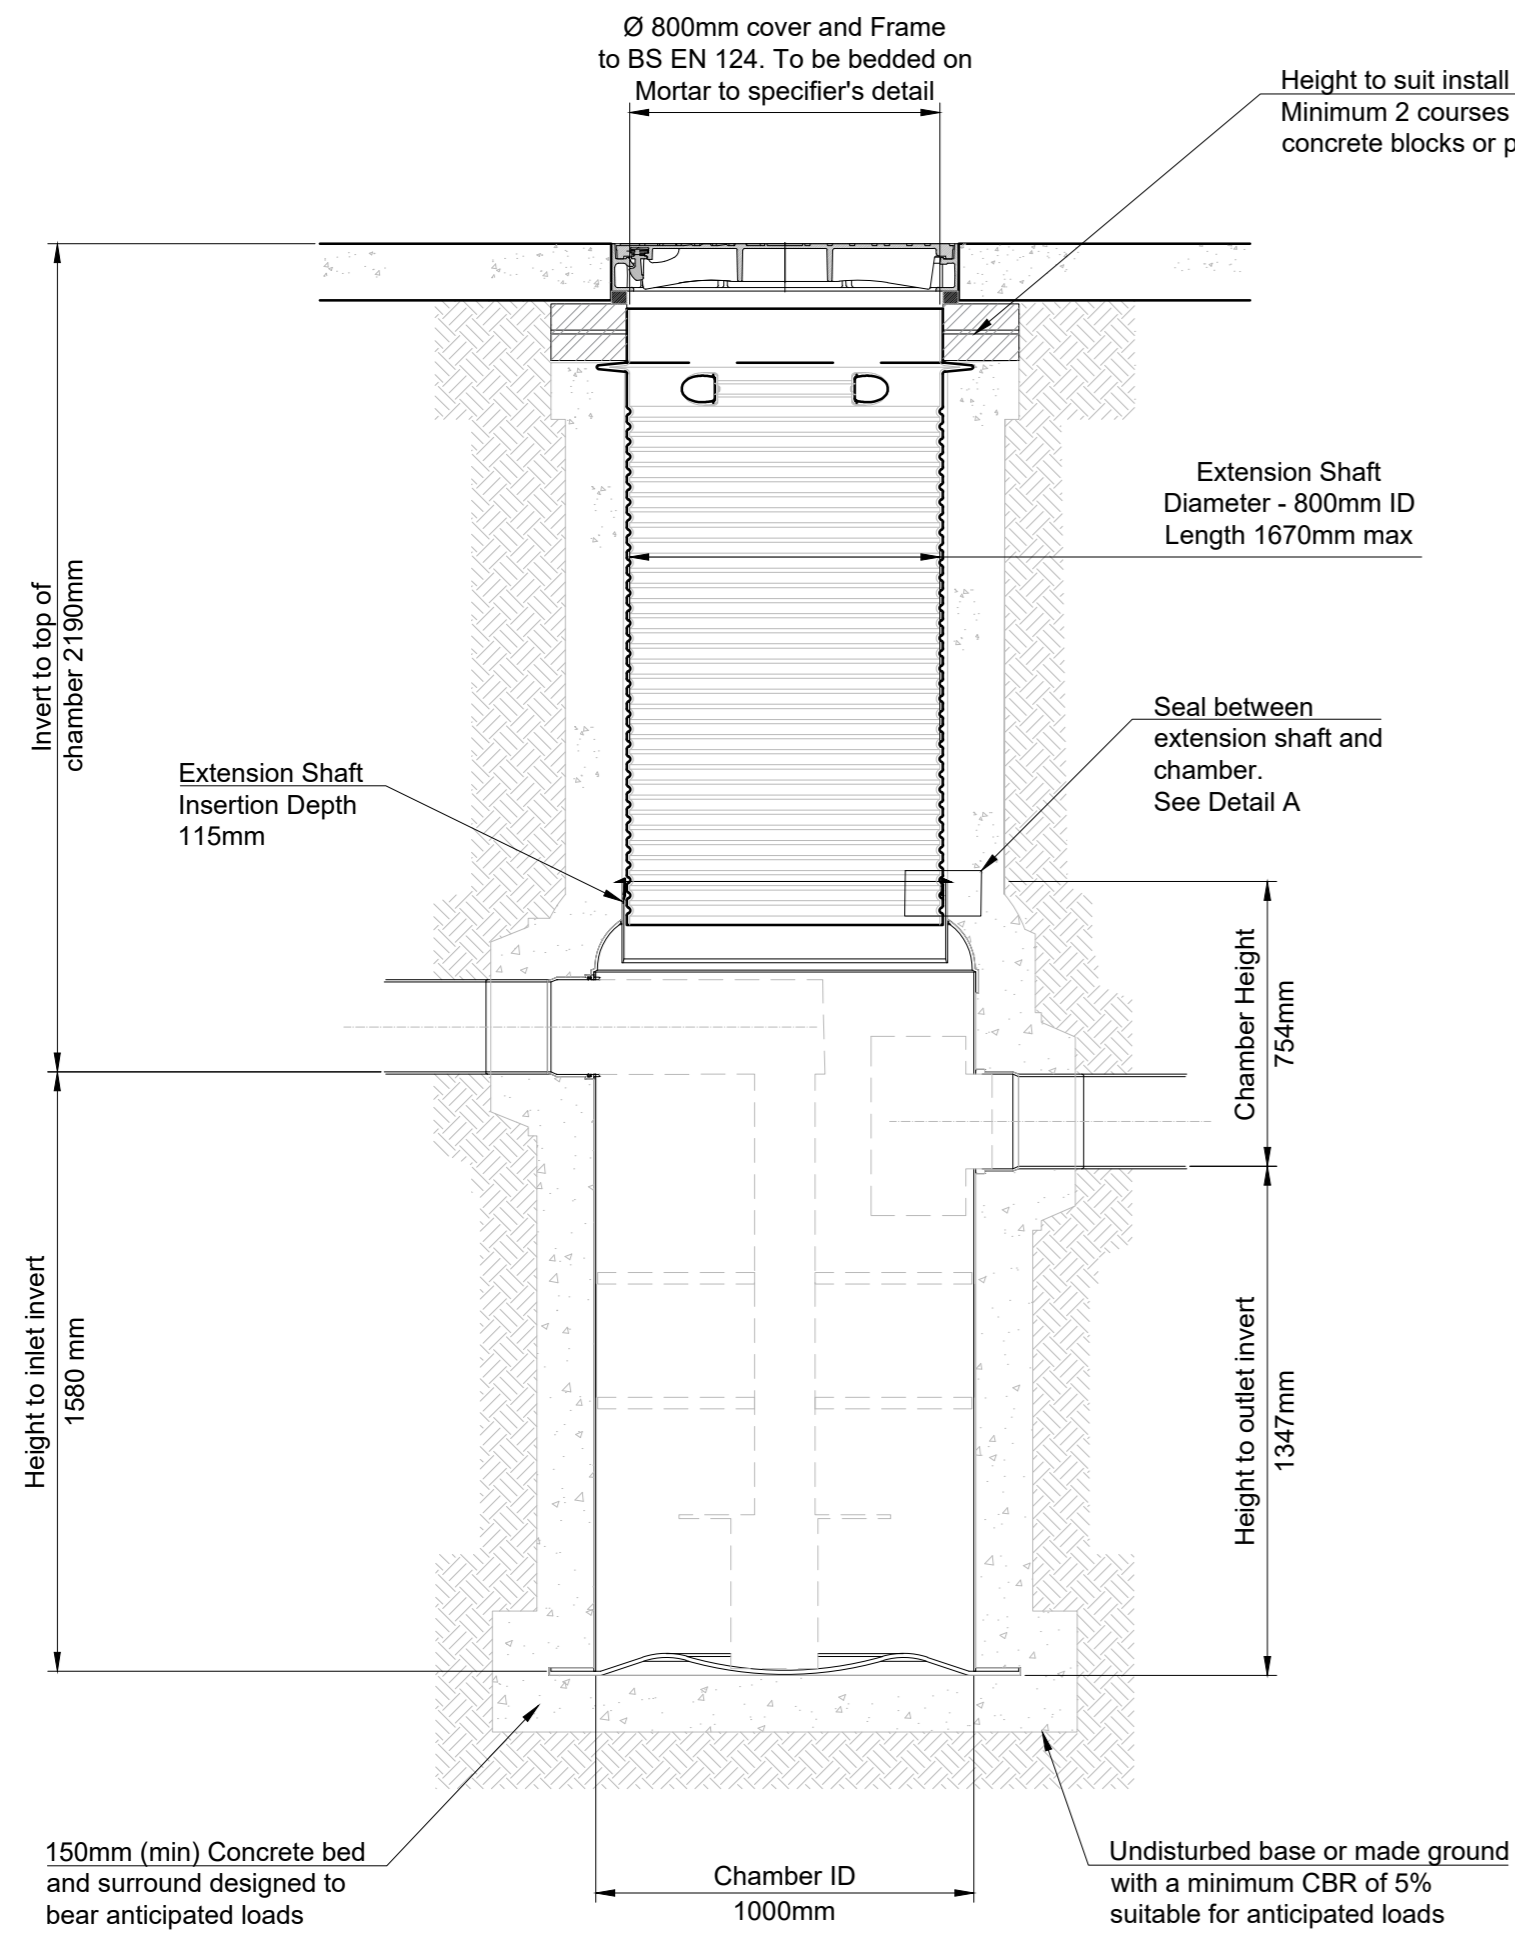 Ø 800mm cover and Frame
to BS EN 124. To be bedded on
Mortar to specifier's detail
Height to suit install
Minimum 2 courses
concrete blocks or p
Extension Shaft
Diameter - 800mm ID
Length 1670mm max
Invert to top of
chamber 2190mm
Seal between
extension shaft and
chamber.
See Detail A
Extension Shaft
Insertion Depth
115mm
Chamber Height
754mm
Height to inlet invert
1580 mm
Height to outlet invert
1347mm
150mm (min) Concrete bed
and surround designed to
bear anticipated loads
Chamber ID
1000mm
Undisturbed base or made ground
with a minimum CBR of 5%
suitable for anticipated loads